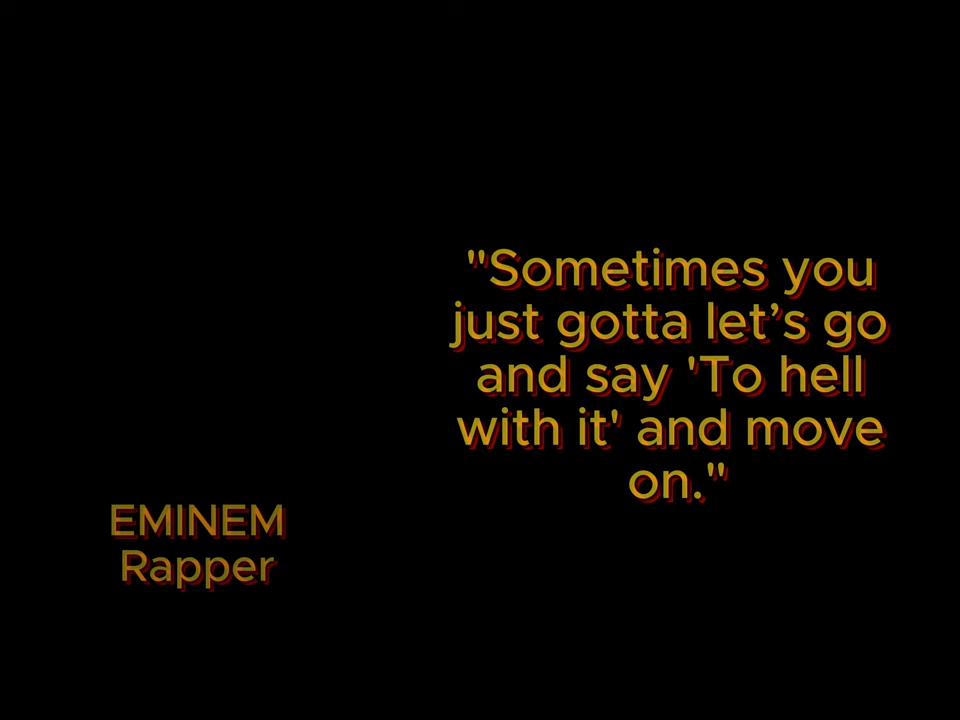 "Sometimes you
just gotta let’s go
and say 'To hell
with it' and move
on."
EMINEM
Rapper